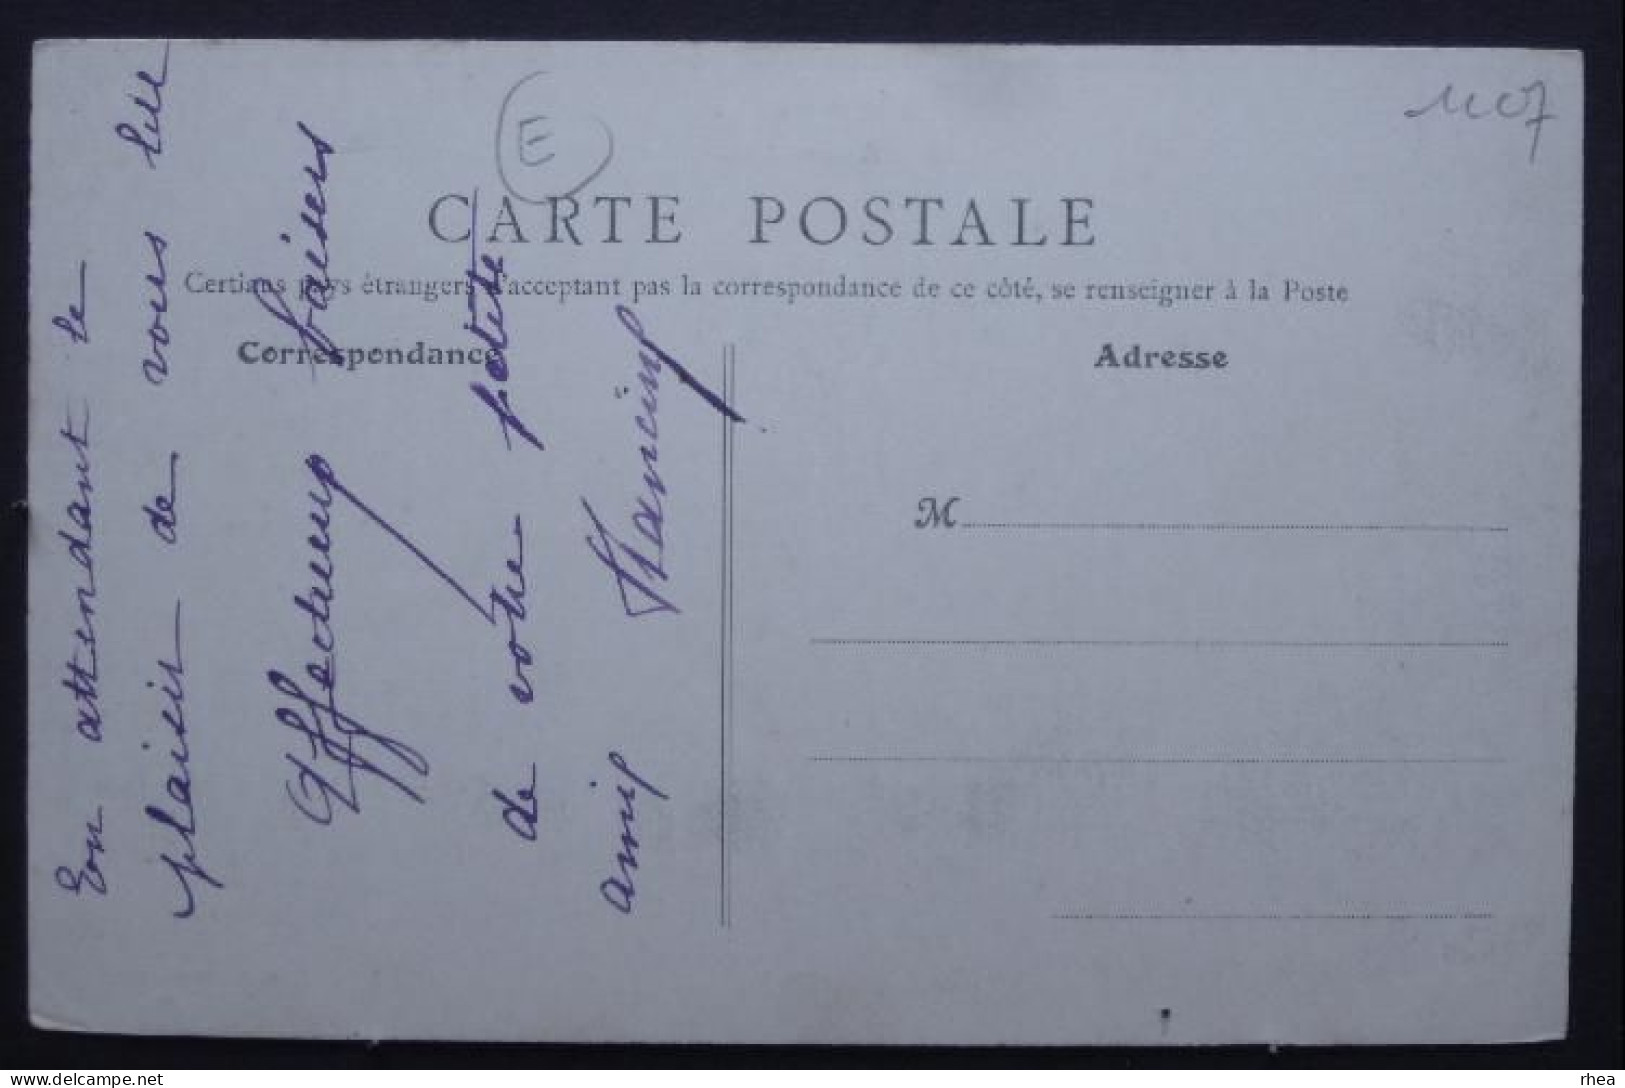 E
1107
CARTE POSTALE
Certians pays étrangers n'acceptant pas la correspondance de ce côté, se renseigner à la Poste
Correspondance
Adresse
M
En attendant le
plaisir de vous lire
Affectueux baisers
de votre petite
amie
rhea